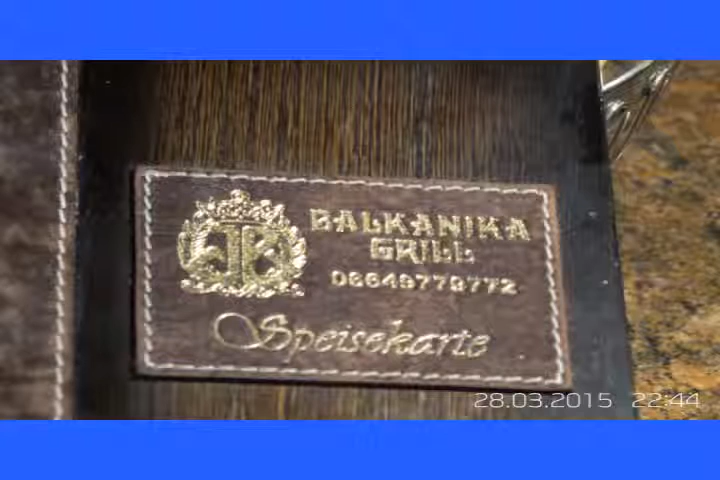 BALKANIKA
GRILL
06649779772
Speisekarte
28.03.2015 22:44